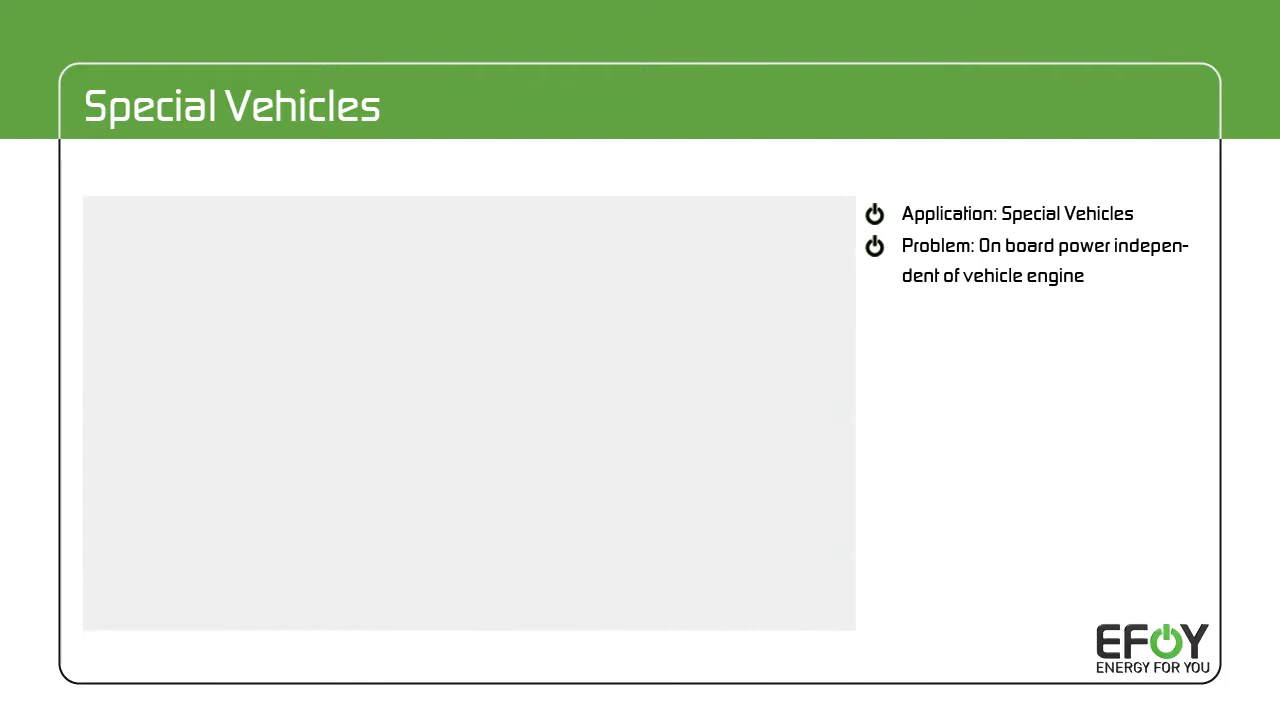 Special Vehicles
Application: Special Vehicles
Problem: On board power indepen-
dent of vehicle engine
EFOY
ENERGY FOR YOU